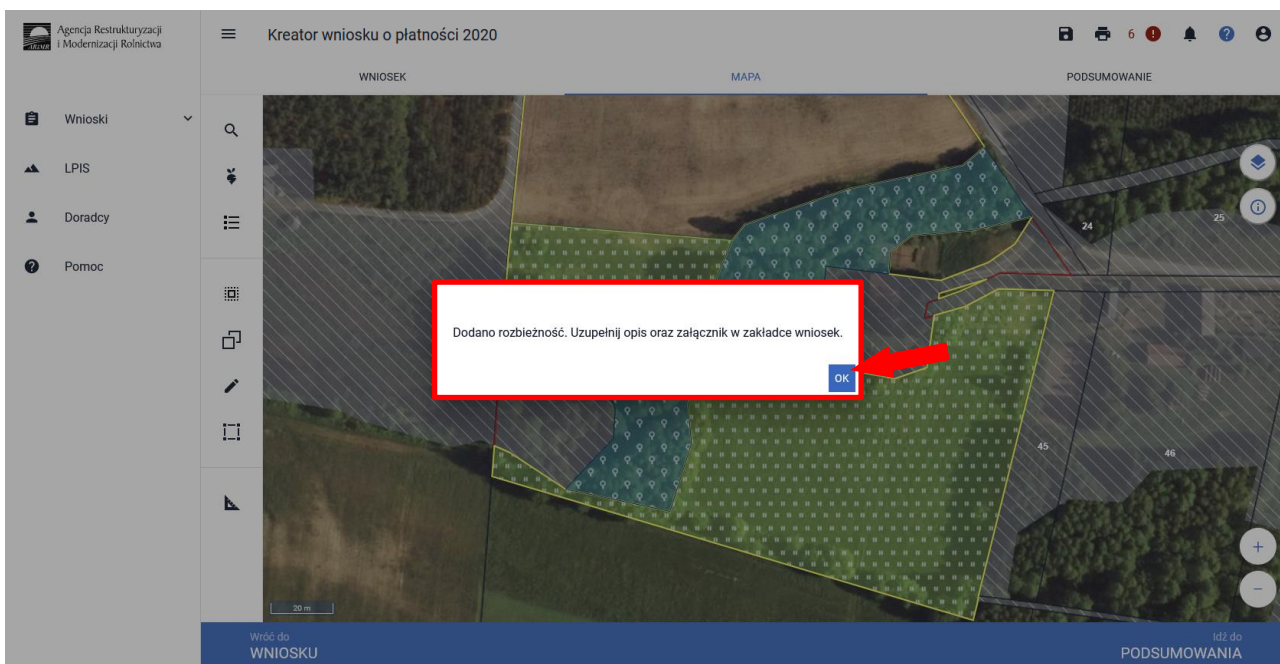 Agencja Restrukturyzacji
i Modernizacji Rolnictwa
ARiMR
Kreator wniosku o płatności 2020
6
WNIOSEK
MAPA
PODSUMOWANIE
Wnioski
LPIS
Doradcy
Pomoc
24
25
Dodano rozbieżność. Uzupełnij opis oraz załącznik w zakładce wniosek.
OK
45
46
20 m
Wróć do
WNIOSKU
Idź do
PODSUMOWANIA